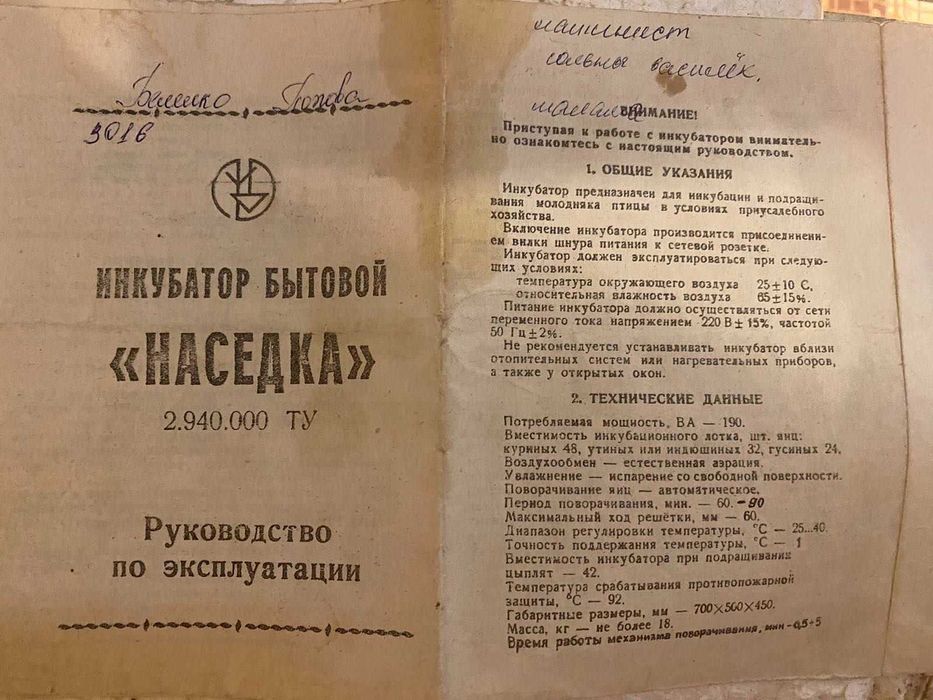 Поповa
3016
ИНКУБАТОР БЫТОВОЙ
«НАСЕДКА»
2.940.000 ТУ
Руководство
по эксплуатации
машинист
василёк.
ВНИМАНИЕ!
Приступая к работе с инкубатором вниматель-
но ознакомтесь с настоящим руководством.
1. ОБЩИЕ УКАЗАНИЯ
Инкубатор предназначен для инкубации и подращи-
вания молодняка птицы в условиях приусадебного
хозяйства.
Включение инкубатора производится присоединени-
ем вилки шнура питания к сетевой розетке.
Инкубатор должен эксплуатироваться при следую-
щих условиях:
температура окружающего воздуха 25±10 С,
относительная влажность воздуха 65±15%.
Питание инкубатора должно осуществляться от сети
переменного тока напряжением 220 В ± 15%, частотой
50 Гц ± 2%.
Не рекомендуется устанавливать инкубатор вблизи
отопительных систем или нагревательных приборов,
а также у открытых окон.
2. ТЕХНИЧЕСКИЕ ДАННЫЕ
Потребляемая мощность, ВА — 190.
Вместимость инкубационного лотка, шт. яиц:
куриных 48, утиных или индюшиных 32, гусиных 24.
Воздухообмен — естественная аэрация.
Увлажнение — испарение со свободной поверхности.
Поворачивание яиц — автоматическое.
Период поворачивания, мин. — 60.-90
Максимальный ход решётки, мм — 60.
Диапазон регулировки температуры, °С — 25...40.
Точность поддержания температуры, °С — 1
Вместимость инкубатора при подращивании
цыплят — 42.
Температура срабатывания противопожарной
защиты, °С — 92.
Габаритные размеры, мм — 700×500×450.
Масса, кг — не более 18.
Время работы механизма поворачивания, мин - 0,5÷5